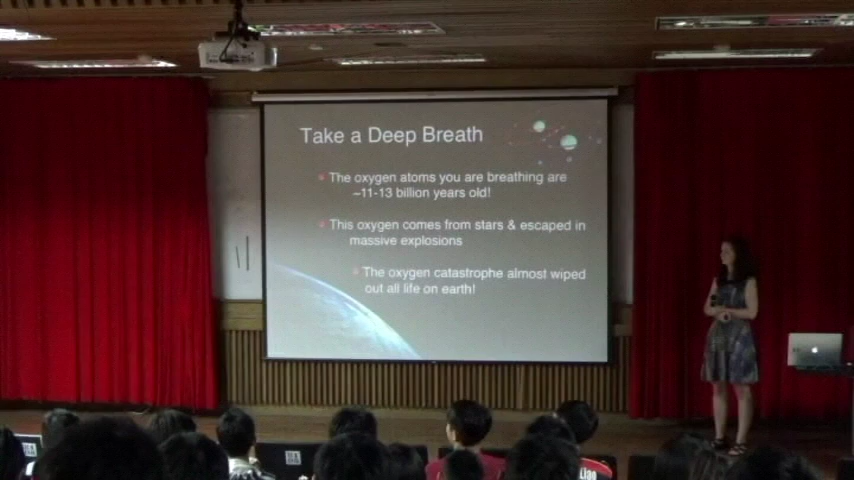 Take a Deep Breath
The oxygen atoms you are breathing are
~11-13 billion years old!
This oxygen comes from stars & escaped in
massive explosions
The oxygen catastrophe almost wiped
out all life on earth!
Liao